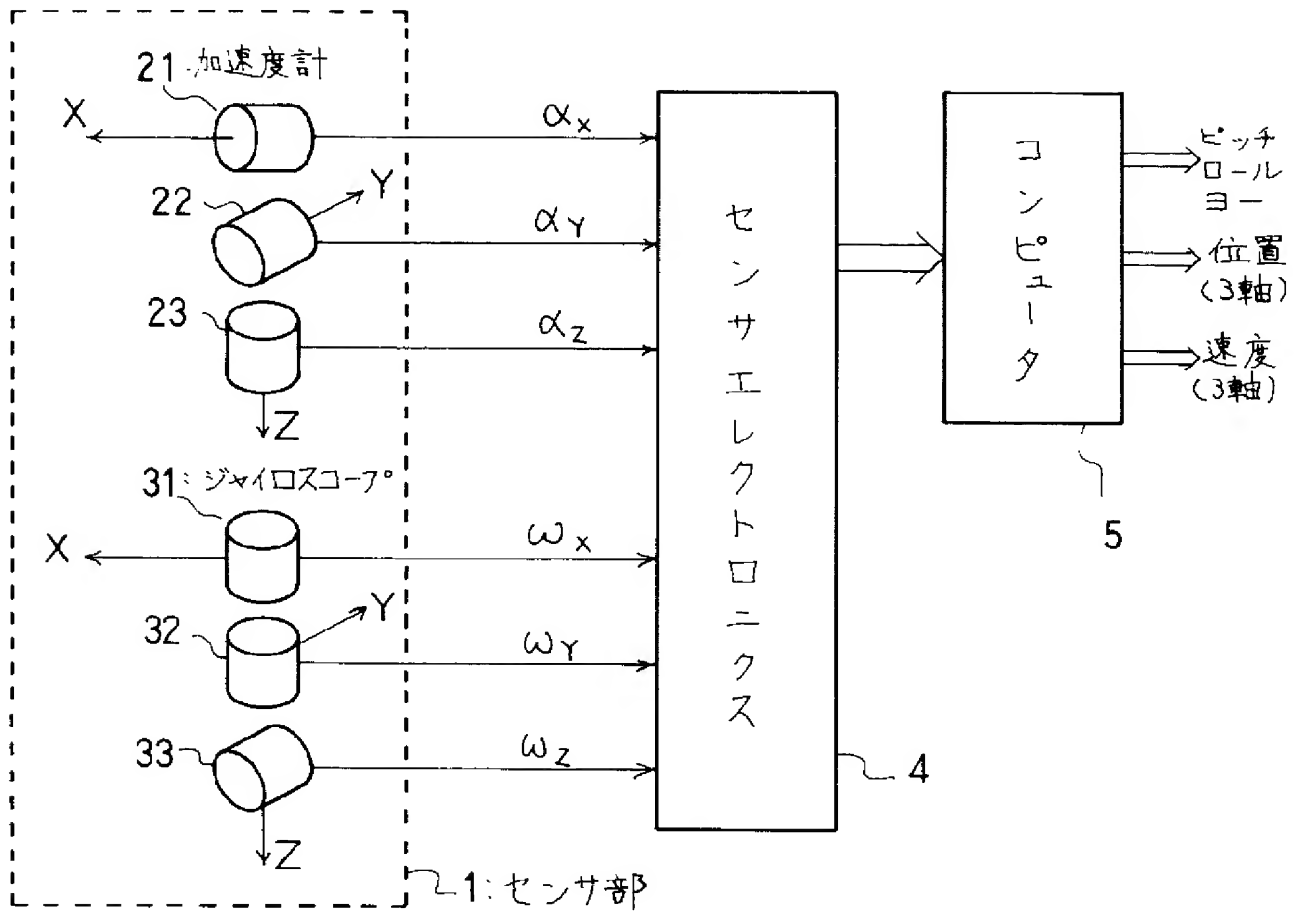 21:加速度計
X
αX
22
Y
αY
23
αZ
Z
31:ジャイロスコープ
X
ωX
32
Y
ωY
33
ωZ
Z
1:センサ部
センサエレクトロニクス
4
コンピュータ
5
ピッチ
ロール
ヨー
位置
(3軸)
速度
(3軸)